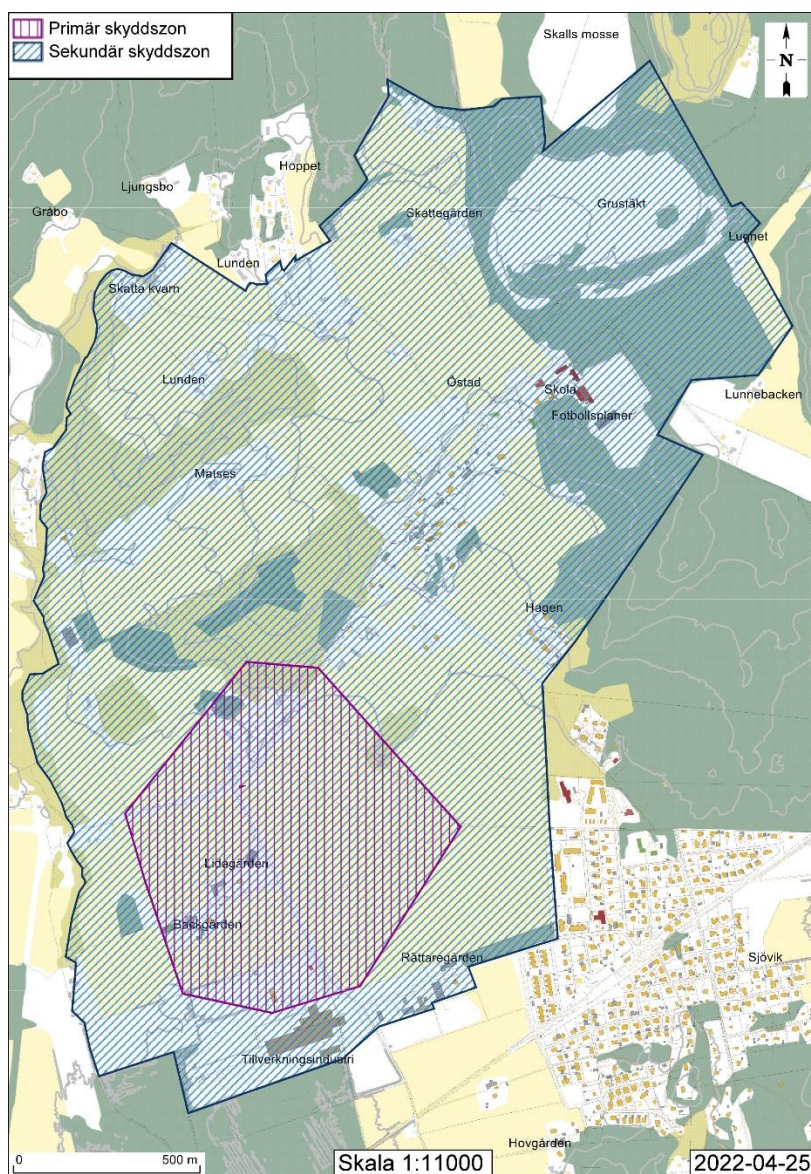 Primär skyddszon
Sekundär skyddszon
Skalls mosse
N
Hoppet
Ljungsbo
Gråbo
Skattegården
Grustäkt
Lugnet
Lunden
Skatta kvarn
Lunden
Östad
Skola
Lunnebacken
Fotbollsplaner
Matses
Hagen
Lidagården
Backgården
Rättaregården
Sjövik
Tillverkningsindustri
Hovgården
0 500 m
Skala 1:11000
2022-04-25